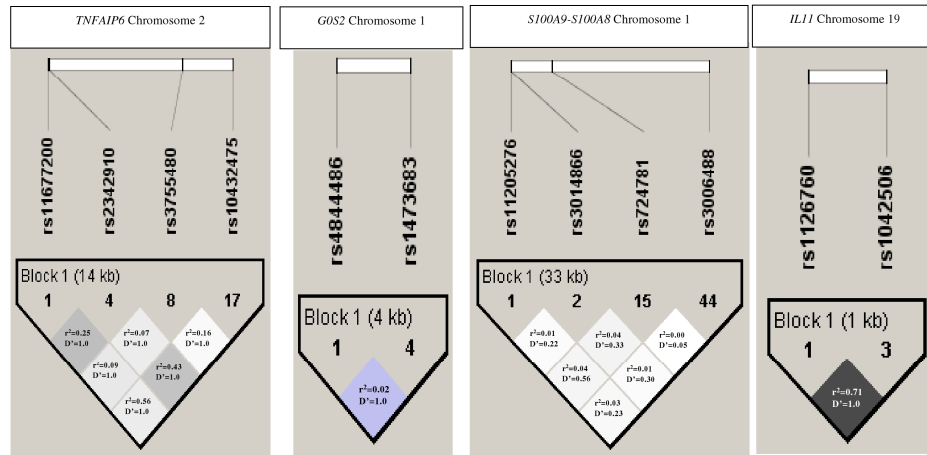 TNFAIP6 Chromosome 2
rs11677200
rs2342910
rs3755480
rs10432475
Block 1 (14 kb)
1 4 8 17
r²=0.25 r²=0.07 r²=0.16
D'=1.0 D'=1.0 D'=1.0
r²=0.09 r²=0.43
D'=1.0 D'=1.0
r²=0.56
D'=1.0
G0S2 Chromosome 1
rs4844486
rs1473683
Block 1 (4 kb)
1 4
r²=0.02
D'=1.0
S100A9-S100A8 Chromosome 1
rs11205276
rs3014866
rs724781
rs3006488
Block 1 (33 kb)
1 2 15 44
r²=0.01 r²=0.04 r²=0.00
D'=0.22 D'=0.33 D'=0.05
r²=0.04 r²=0.01
D'=0.56 D'=0.30
r²=0.03
D'=0.23
IL11 Chromosome 19
rs1126760
rs1042506
Block 1 (1 kb)
1 3
r²=0.71
D'=1.0